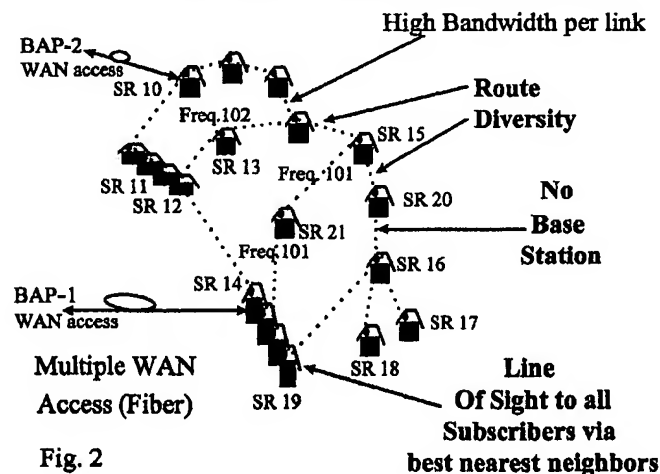 High Bandwidth per link
BAP-2
WAN access
SR 10
Route
Diversity
Freq.102
SR 13
SR 15
Freq. 101
SR 11
SR 12
SR 20
No
Base
Station
SR 21
Freq.101
SR 16
SR 14
BAP-1
WAN access
SR 17
SR 18
Multiple WAN
Access (Fiber)
SR 19
Line
Of Sight to all
Subscribers via
best nearest neighbors
Fig. 2